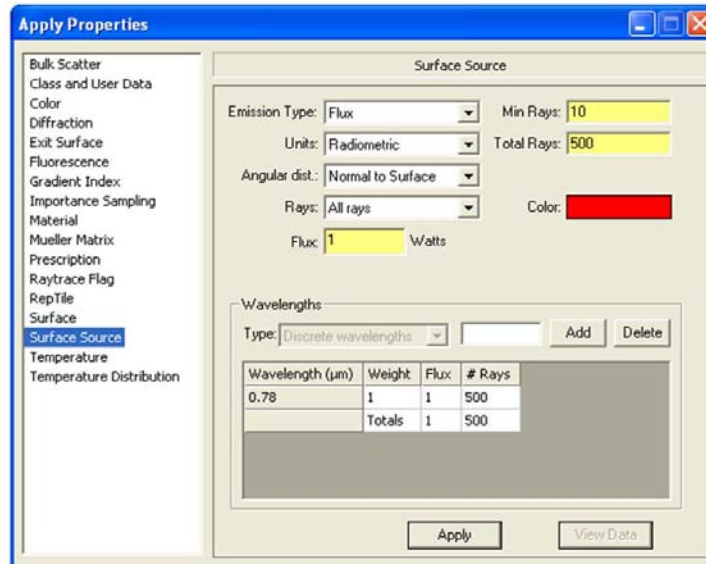 Apply Properties
Bulk Scatter
Class and User Data
Color
Diffraction
Exit Surface
Fluorescence
Gradient Index
Importance Sampling
Material
Mueller Matrix
Prescription
Raytrace Flag
RepTile
Surface
Surface Source
Temperature
Temperature Distribution
Surface Source
Emission Type: Flux Min Rays: 10
Units: Radiometric Total Rays: 500
Angular dist.: Normal to Surface
Rays: All rays Color:
Flux: 1 Watts
Wavelengths
Type: Discrete wavelengths Add Delete
Wavelength (µm) Weight Flux # Rays
0.78 1 1 500
Totals 1 500
Apply View Data